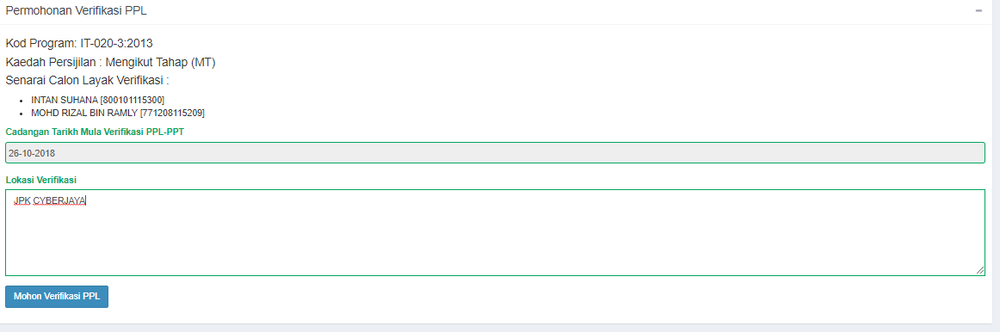 Permohonan Verifikasi PPL
Kod Program: IT-020-3:2013
Kaedah Persijilan : Mengikut Tahap (MT)
Senarai Calon Layak Verifikasi :
INTAN SUHANA [800101115300]
MOHD RIZAL BIN RAMLY [771208115209]
Cadangan Tarikh Mula Verifikasi PPL-PPT
26-10-2018
Lokasi Verifikasi
JPK CYBERJAYA
Mohon Verifikasi PPL